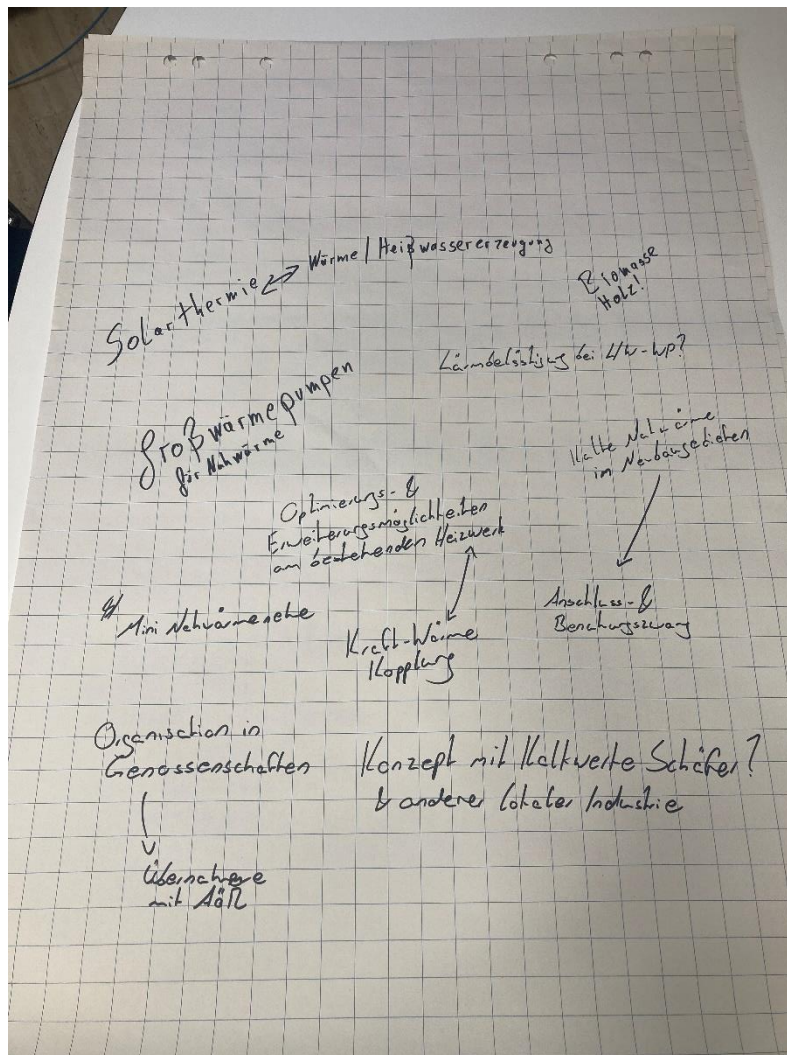 Solarthermie
Wärme / Heißwassererzeugung
Biomasse
Holz!
Lärmbelästigung bei LW-WP?
Großwärmepumpen
für Nahwärme
Kalte Nahwärme
in Neubaugebieten
Optimierungs- &
Erweiterungsmöglichkeiten
am bestehenden Heizwerk
Mini Nahwärmenetze
Kraft-Wärme
Kopplung
Anschluss- &
Benutzungszwang
Organisation in
Genossenschaften
Konzept mit Kalkwerke Schäfer?
& anderer lokaler Industrie
mit AöR